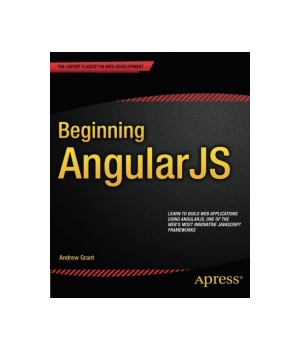 THE EXPERT'S VOICE® IN WEB DEVELOPMENT
Beginning
AngularJS
LEARN TO BUILD WEB APPLICATIONS
USING ANGULARJS, ONE OF THE
WEB'S MOST INNOVATIVE JAVASCRIPT
FRAMEWORKS
Andrew Grant
Apress®